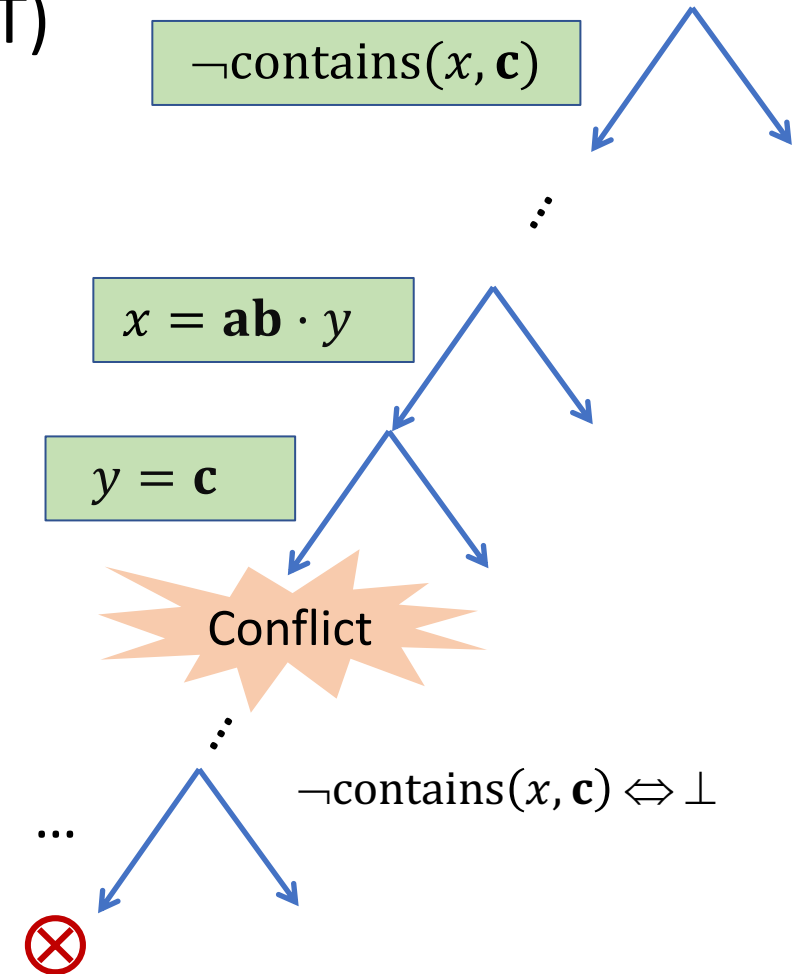 T)
¬contains(x, c)
...
x = ab · y
y = c
Conflict
...
¬contains(x, c) ⇔ ⊥
...